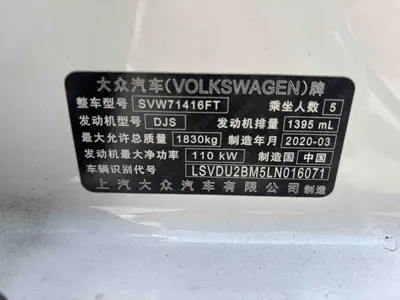 大众汽车(VOLKSWAGEN)牌
整车型号 SVW71416FT 乘坐人数 5
发动机型号 DJS 发动机排量 1395 mL
最大允许总质量 1830kg 制造年月 2020-03
发动机最大净功率 110 kW 制造国 中国
车辆识别代号 LSVDU2BM5LN016071
上汽大众汽车有限公司 制造